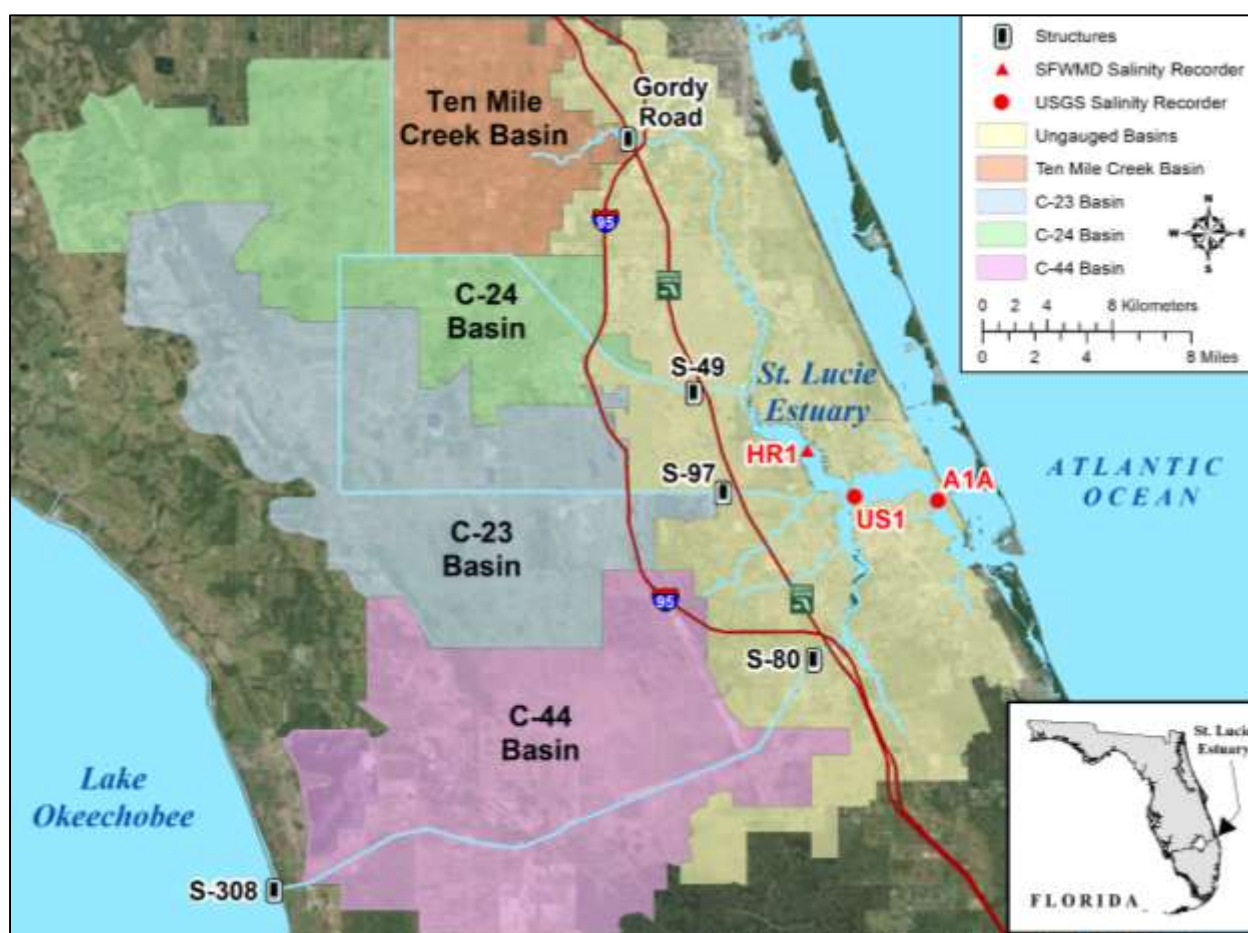 Ten Mile
Creek Basin
Gordy
Road
95
C-24
Basin
S-49
St. Lucie
Estuary
HR1
S-97
US1
A1A
ATLANTIC
OCEAN
C-23
Basin
95
S-80
C-44
Basin
Lake
Okeechobee
S-308
Structures
SFWMD Salinity Recorder
USGS Salinity Recorder
Ungauged Basins
Ten Mile Creek Basin
C-23 Basin
C-24 Basin
C-44 Basin
N
W
E
S
0 2 4 8 Kilometers
0 2 4 8 Miles
St. Lucie
Estuary
FLORIDA